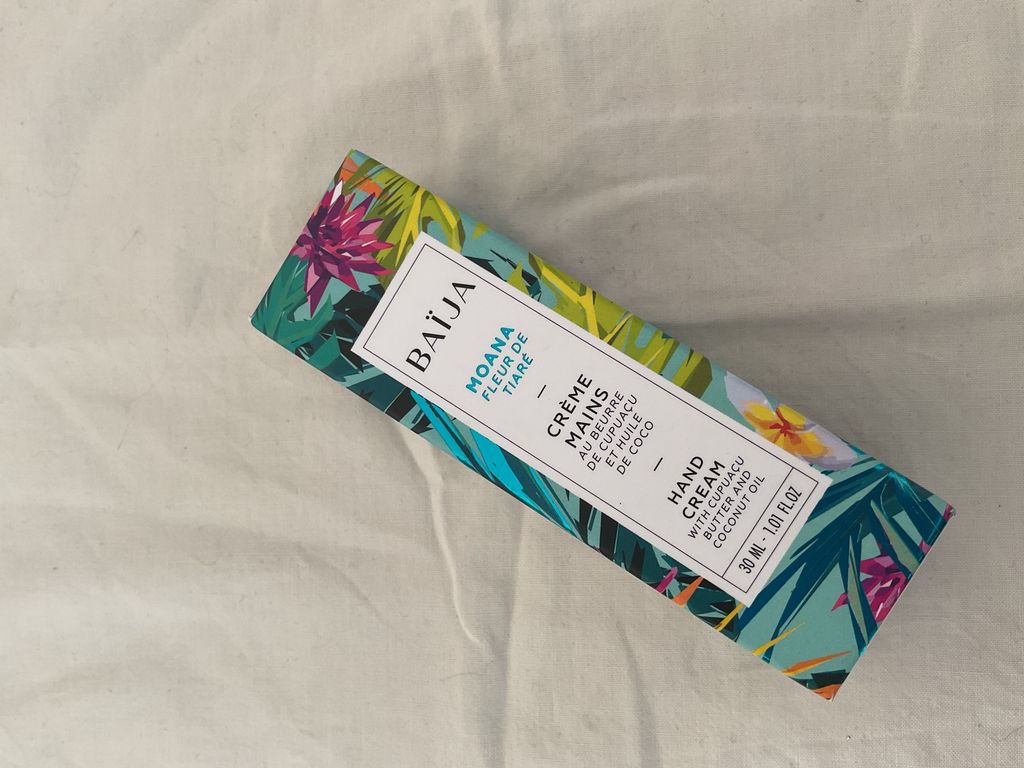 BAÏJA
MOANA
FLEUR DE
TIARÉ
–
CRÈME
MAINS
AU BEURRE
DE CUPUAÇU
ET HUILE
DE COCO
–
HAND
CREAM
WITH CUPUAÇU
BUTTER AND
COCONUT OIL
30 ML - 1.01 FL.OZ